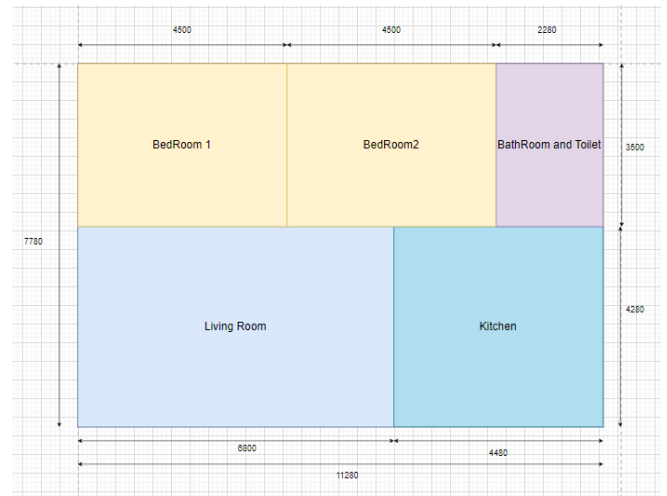 4500
4500
2280
BedRoom 1
BedRoom2
BathRoom and Toilet
3500
7780
4280
Living Room
Kitchen
6800
4480
11280